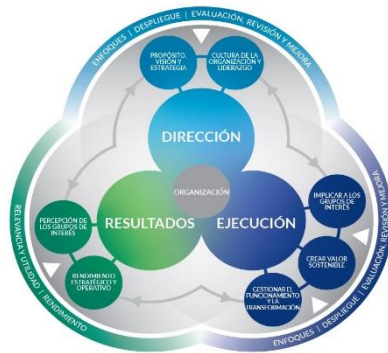 ENFOQUES | DESPLIEGUE | EVALUACIÓN, REVISIÓN Y MEJORA
PROPÓSITO,
VISIÓN Y
ESTRATEGIA
CULTURA DE LA
ORGANIZACIÓN Y
LIDERAZGO
DIRECCIÓN
ORGANIZACIÓN
RESULTADOS
EJECUCIÓN
PERCEPCIÓN DE
LOS GRUPOS DE
INTERÉS
RENDIMIENTO
ESTRATÉGICO Y
OPERATIVO
IMPLICAR A LOS
GRUPOS DE
INTERÉS
CREAR VALOR
SOSTENIBLE
GESTIONAR EL
FUNCIONAMIENTO
Y LA
TRANSFORMACIÓN
RELEVANCIA Y UTILIDAD | RENDIMIENTO
ENFOQUES | DESPLIEGUE | EVALUACIÓN, REVISIÓN Y MEJORA